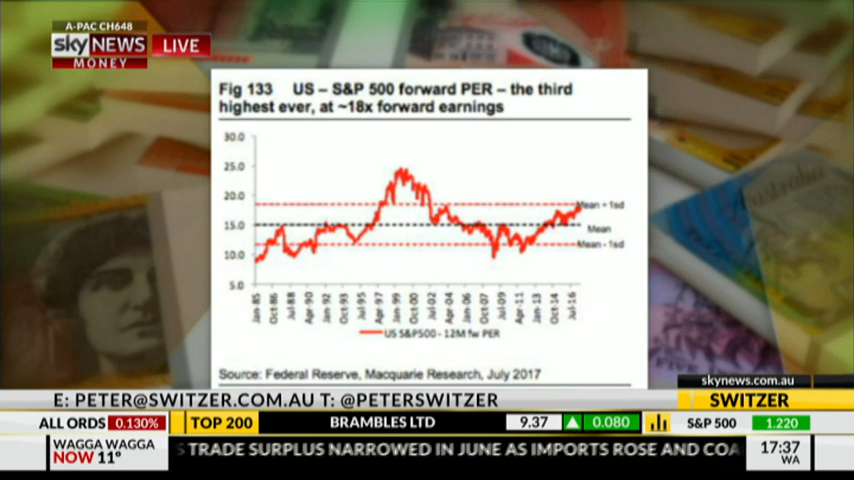 A-PAC CH648
sky NEWS LIVE
MONEY
Fig 133 US – S&P 500 forward PER – the third
highest ever, at ~18x forward earnings
30.0
25.0
20.0
15.0
10.0
5.0
Mean + 1sd
Mean
Mean - 1sd
Jan-85 Oct-86 Jul-88 Apr-90 Jan-92 Oct-93 Jul-95 Apr-97 Jan-99 Oct-00 Jul-02 Apr-04 Jan-06 Oct-07 Jul-09 Apr-11 Jan-13 Oct-14 Jul-16
US S&P500 - 12M fw PER
Source: Federal Reserve, Macquarie Research, July 2017
skynews.com.au
E: PETER@SWITZER.COM.AU T: @PETERSWITZER SWITZER
ALL ORDS 0.130% TOP 200 BRAMBLES LTD 9.37 0.080 S&P 500 1.220
WAGGA WAGGA
NOW 11° S TRADE SURPLUS NARROWED IN JUNE AS IMPORTS ROSE AND COA 17:37
WA